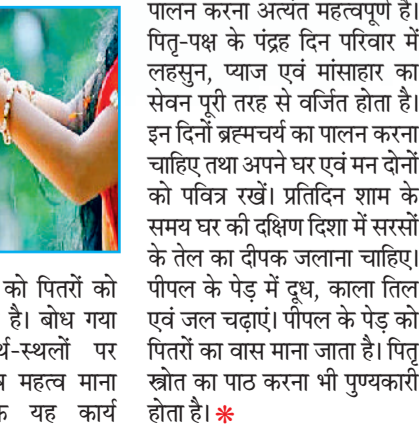 को पितरों को
है। बोध गया
र्थ-स्थलों पर
महत्व माना
यह कार्य
पालन करना अत्यंत महत्वपूर्ण है।
पितृ-पक्ष के पंद्रह दिन परिवार में
लहसुन, प्याज एवं मांसाहार का
सेवन पूरी तरह से वर्जित होता है।
इन दिनों ब्रह्मचर्य का पालन करना
चाहिए तथा अपने घर एवं मन दोनों
को पवित्र रखें। प्रतिदिन शाम के
समय घर की दक्षिण दिशा में सरसों
के तेल का दीपक जलाना चाहिए।
पीपल के पेड़ में दूध, काला तिल
एवं जल चढ़ाएं। पीपल के पेड़ को
पितरों का वास माना जाता है। पितृ
स्त्रोत का पाठ करना भी पुण्यकारी
होता है।